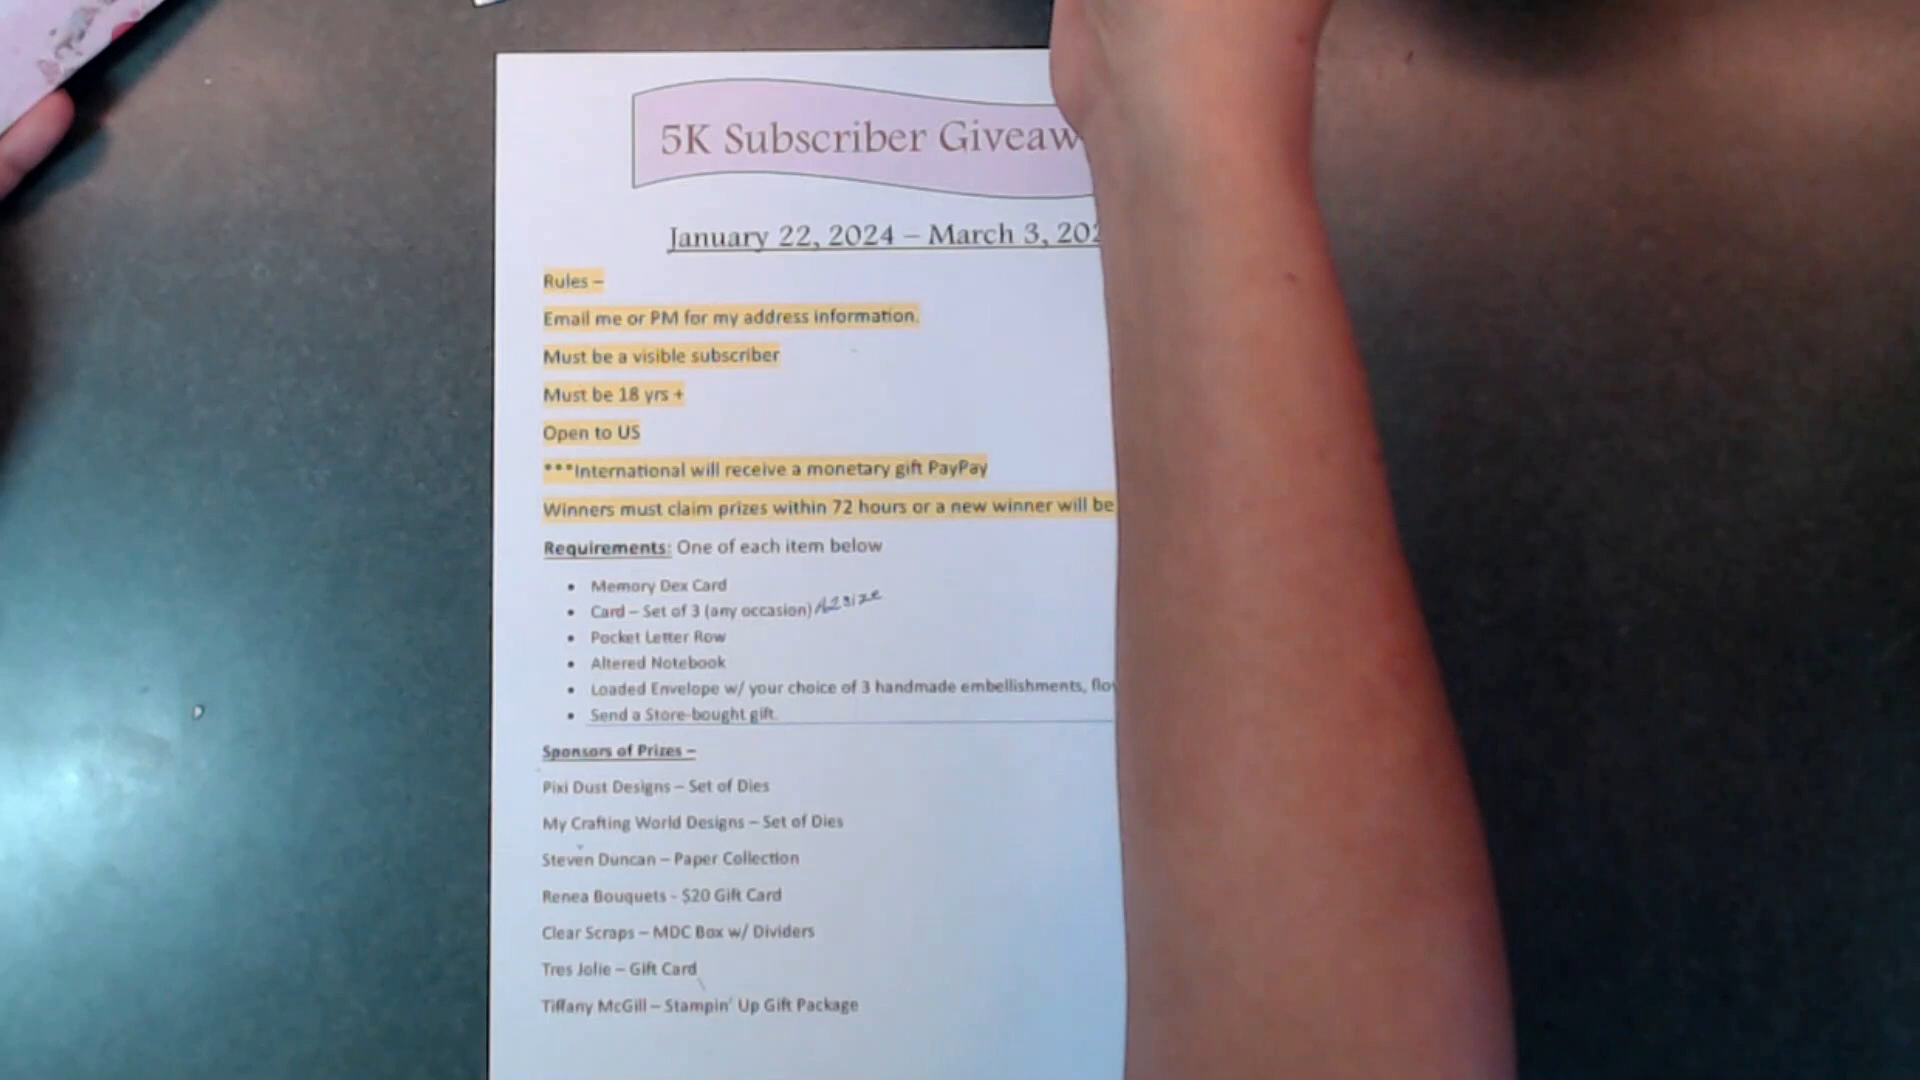 5K Subscriber Giveaw
January 22, 2024 – March 3, 202
Rules –
Email me or PM for my address information.
Must be a visible subscriber
Must be 18 yrs +
Open to US
***International will receive a monetary gift PayPay
Winners must claim prizes within 72 hours or a new winner will be
Requirements: One of each item below
• Memory Dex Card
• Card – Set of 3 (any occasion) A2 size
• Pocket Letter Row
• Altered Notebook
• Loaded Envelope w/ your choice of 3 handmade embellishments, flo
• Send a Store-bought gift.
Sponsors of Prizes –
Pixi Dust Designs – Set of Dies
My Crafting World Designs – Set of Dies
Steven Duncan – Paper Collection
Renea Bouquets - $20 Gift Card
Clear Scraps – MDC Box w/ Dividers
Tres Jolie – Gift Card
Tiffany McGill – Stampin' Up Gift Package